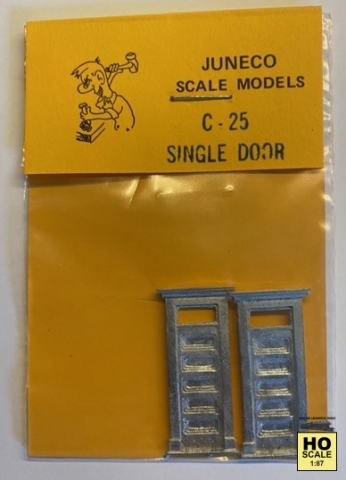 JUNECO
SCALE MODELS
C-25
SINGLE DOOR
HO
SCALE
1:87